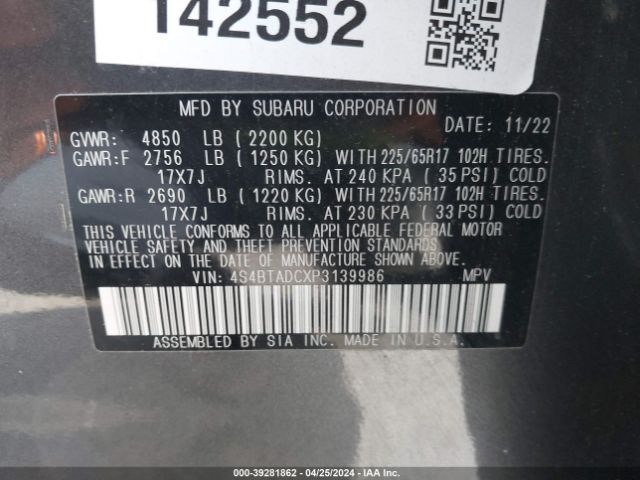 142552
MFD BY SUBARU CORPORATION
DATE: 11/22
GVWR: 4850 LB ( 2200 KG)
GAWR:F 2756 LB ( 1250 KG) WITH 225/65R17 102H TIRES.
17X7J RIMS. AT 240 KPA ( 35 PSI) COLD
GAWR:R 2690 LB ( 1220 KG) WITH 225/65R17 102H TIRES.
17X7J RIMS. AT 230 KPA ( 33 PSI) COLD
THIS VEHICLE CONFORMS TO ALL APPLICABLE FEDERAL MOTOR
VEHICLE SAFETY AND THEFT PREVENTION STANDARDS
IN EFFECT ON THE DATE OF MANUFACTURE SHOWN ABOVE.
VIN: 4S4BTADCXP3139986 MPV
ASSEMBLED BY SIA INC. MADE IN U.S.A.
000-39281862 - 04/25/2024 - IAA Inc.